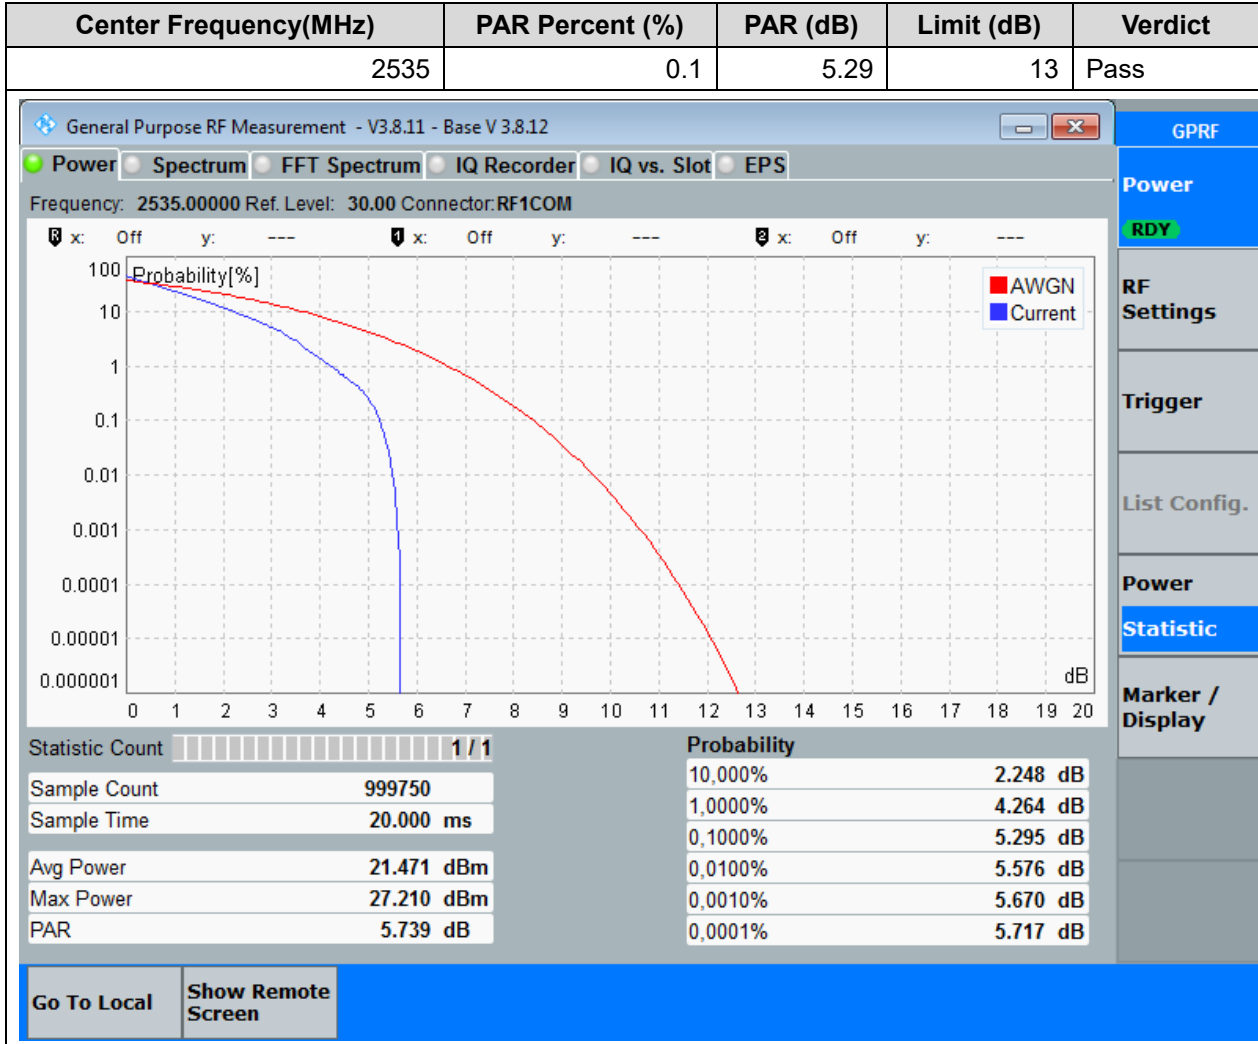 Center Frequency(MHz) PAR Percent (%) PAR (dB) Limit (dB) Verdict
2535 0.1 5.29 13 Pass
General Purpose RF Measurement - V3.8.11 - Base V 3.8.12
GPRF
Power Spectrum FFT Spectrum IQ Recorder IQ vs. Slot EPS
Frequency: 2535.00000 Ref. Level: 30.00 Connector: RF1COM
R x: Off y: --- 1 x: Off y: --- 2 x: Off y: ---
Probability[%]
AWGN
Current
100
10
1
0.1
0.01
0.001
0.0001
0.00001
0.000001
dB
0 1 2 3 4 5 6 7 8 9 10 11 12 13 14 15 16 17 18 19 20
Statistic Count 1 / 1
Sample Count 999750
Sample Time 20.000 ms
Avg Power 21.471 dBm
Max Power 27.210 dBm
PAR 5.739 dB
Probability
10,000% 2.248 dB
1,0000% 4.264 dB
0,1000% 5.295 dB
0,0100% 5.576 dB
0,0010% 5.670 dB
0,0001% 5.717 dB
Power
RDY
RF
Settings
Trigger
List Config.
Power
Statistic
Marker /
Display
Go To Local
Show Remote
Screen